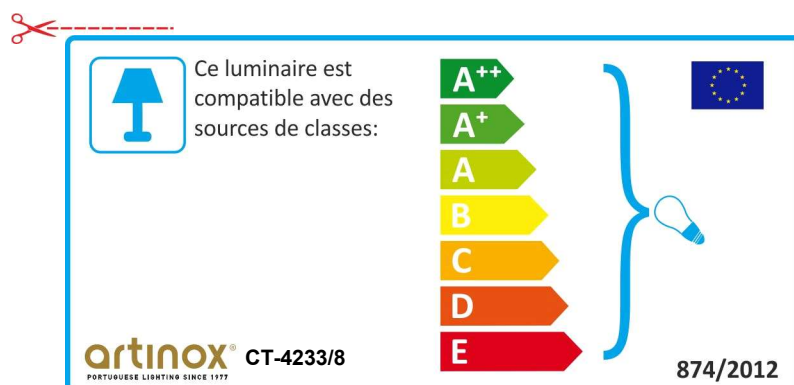 Ce luminaire est
compatible avec des
sources de classes:
A++
A+
A
B
C
D
E
artinox® CT-4233/8
PORTUGUESE LIGHTING SINCE 1977
874/2012